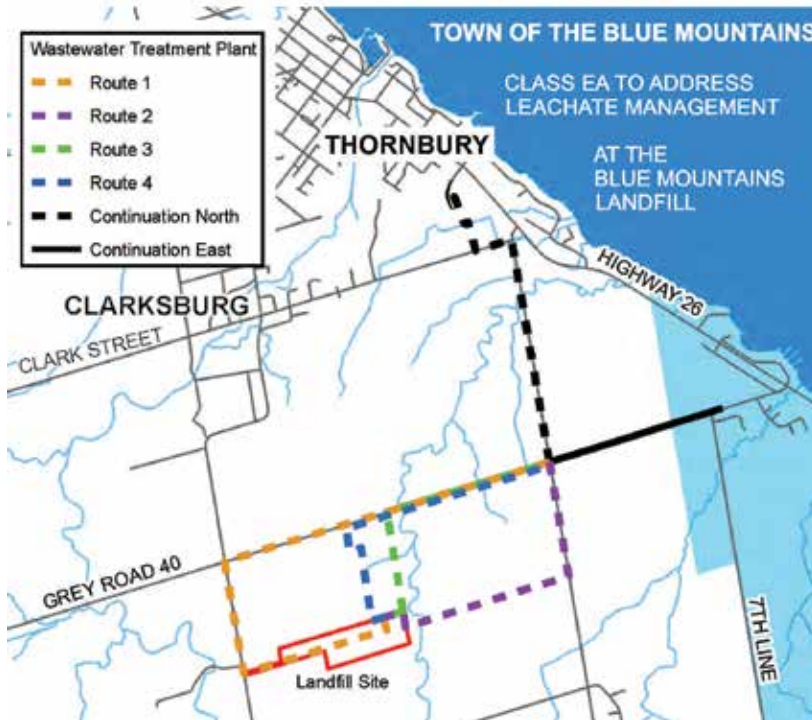 TOWN OF THE BLUE MOUNTAINS
CLASS EA TO ADDRESS
LEACHATE MANAGEMENT
AT THE
BLUE MOUNTAINS
LANDFILL
Wastewater Treatment Plant
Route 1
Route 2
Route 3
Route 4
Continuation North
Continuation East
THORNBURY
HIGHWAY 26
CLARKSBURG
CLARK STREET
GREY ROAD 40
7TH LINE
Landfill Site